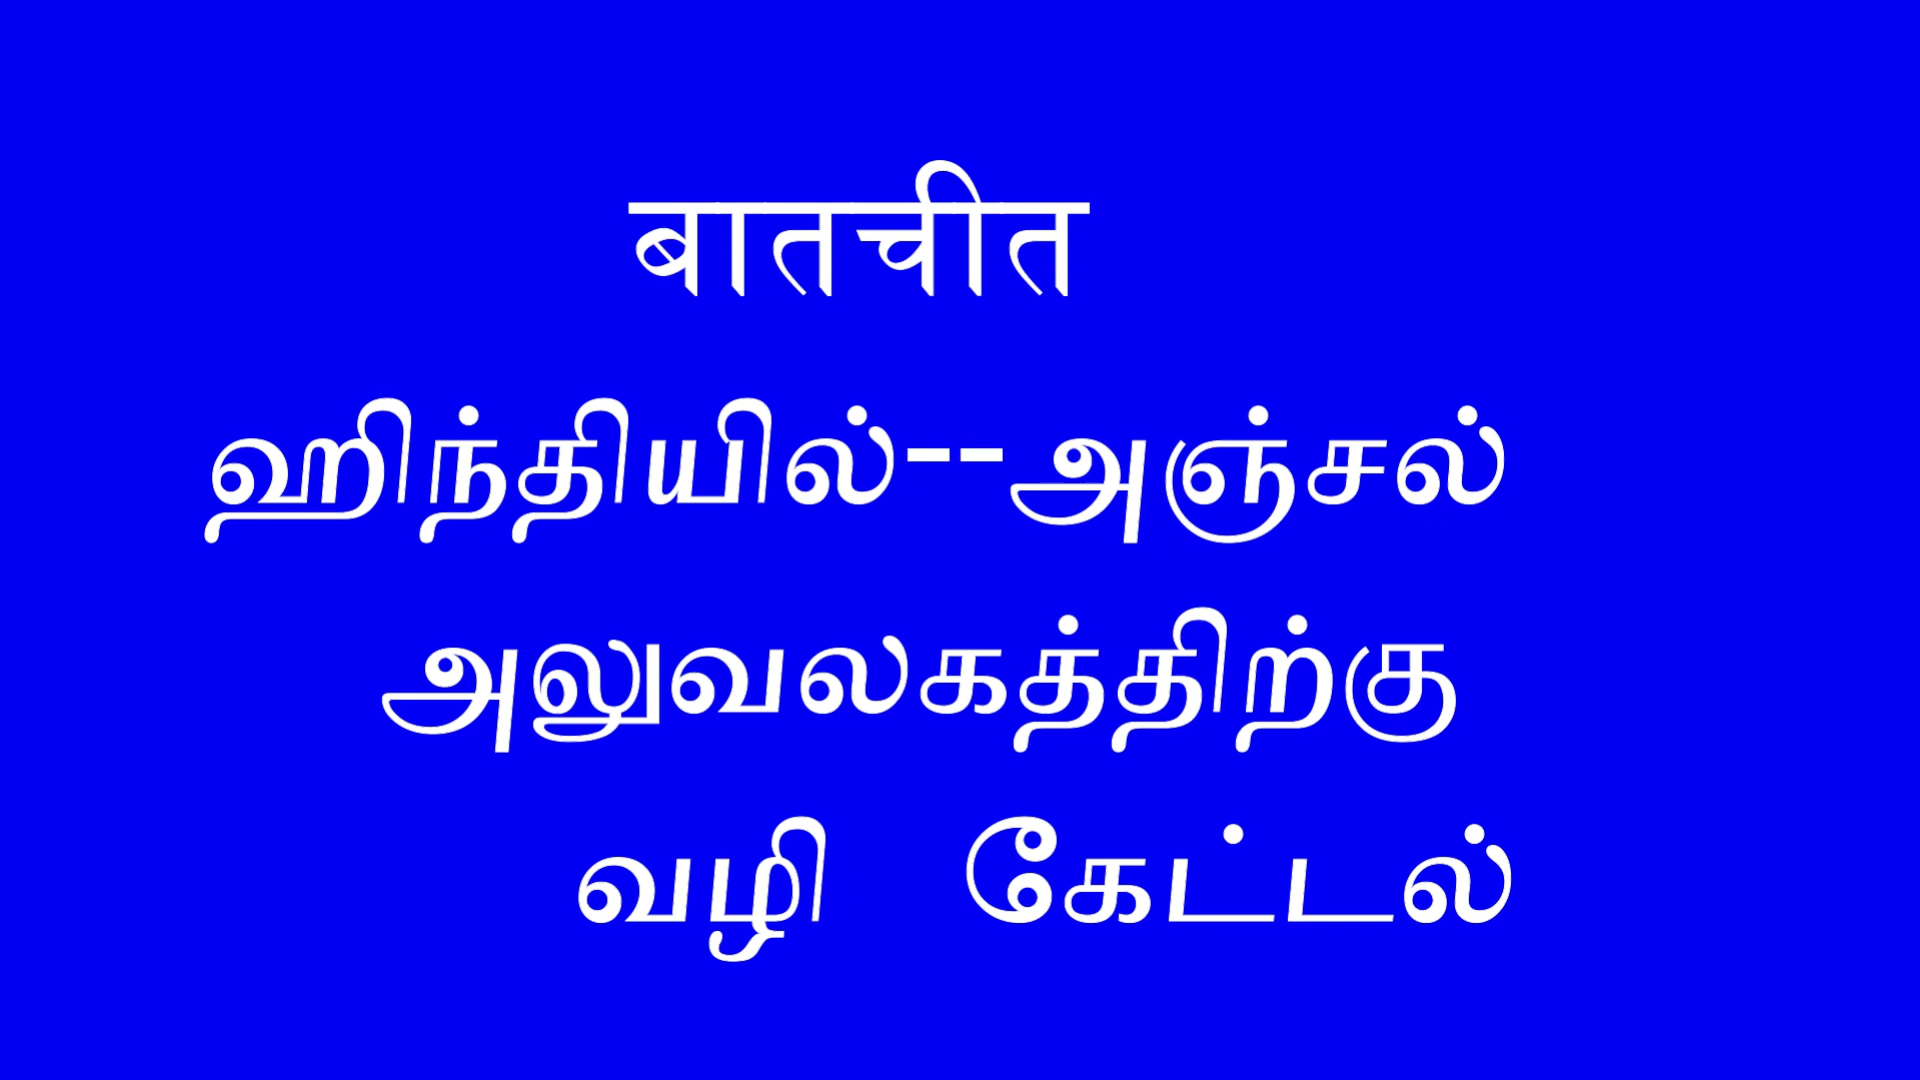 बातचीत
ஹிந்தியில்--அஞ்சல்
அலுவலகத்திற்கு
வழி கேட்டல்